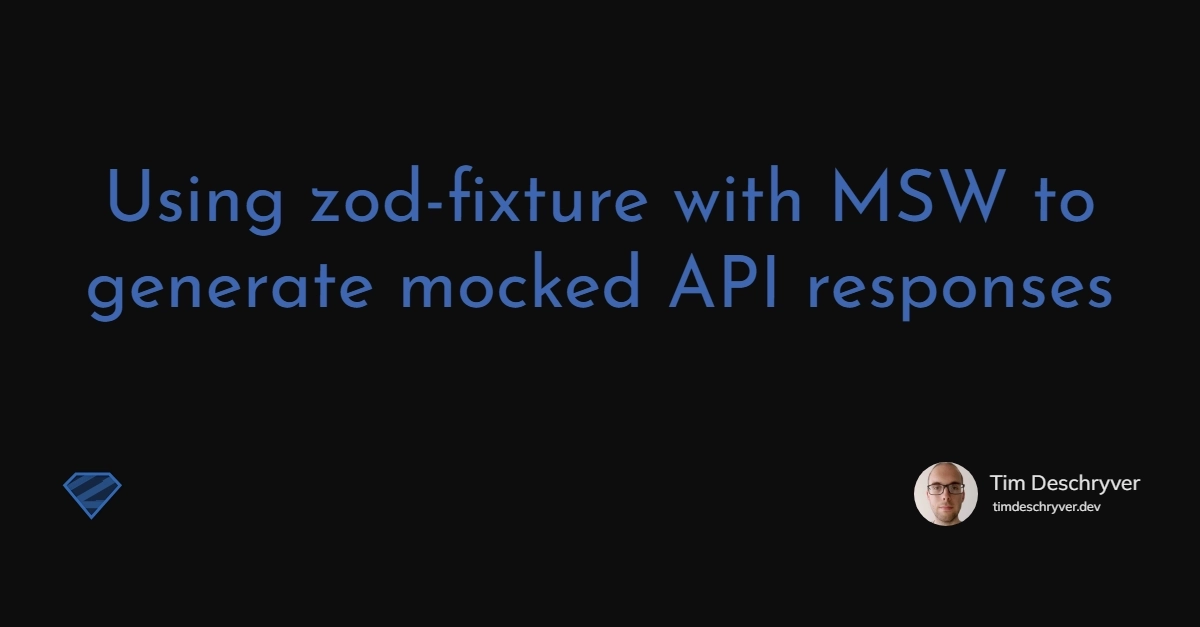 Using zod-fixture with MSW to
generate mocked API responses
Tim Deschryver
timdeschryver.dev